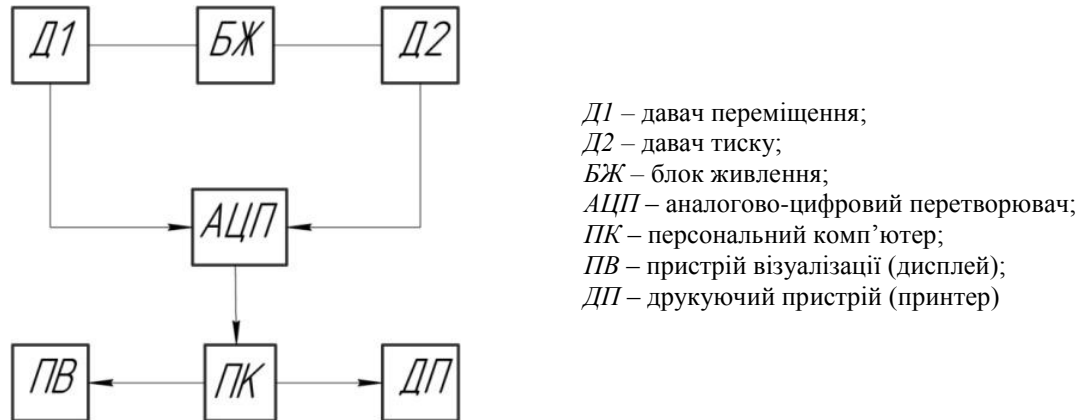 Д1 БЖ Д2
АЦП
ПВ ПК ДП
Д1 – давач переміщення;
Д2 – давач тиску;
БЖ – блок живлення;
АЦП – аналогово-цифровий перетворювач;
ПК – персональний комп’ютер;
ПВ – пристрій візуалізації (дисплей);
ДП – друкуючий пристрій (принтер)